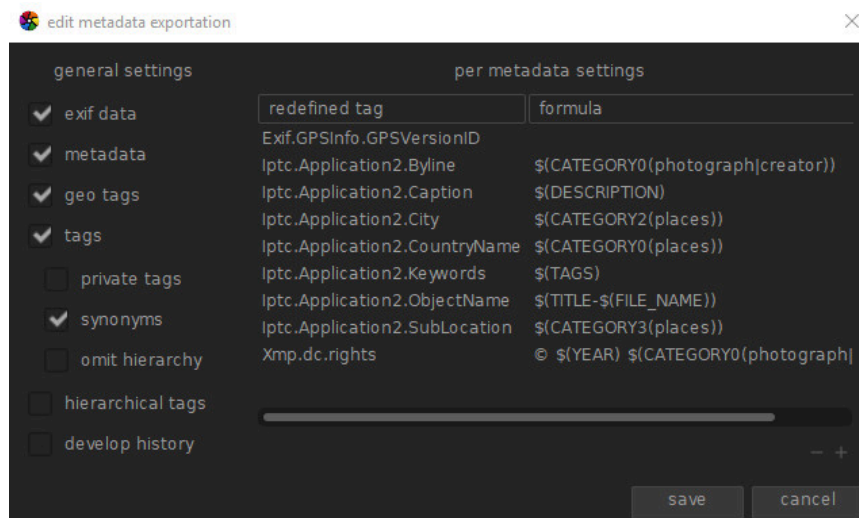 edit metadata exportation
general settings
per metadata settings
exif data
metadata
geo tags
tags
private tags
synonyms
omit hierarchy
hierarchical tags
develop history
redefined tag formula
Exif.GPSInfo.GPSVersionID
Iptc.Application2.Byline $(CATEGORY0(photograph|creator))
Iptc.Application2.Caption $(DESCRIPTION)
Iptc.Application2.City $(CATEGORY2(places))
Iptc.Application2.CountryName $(CATEGORY0(places))
Iptc.Application2.Keywords $(TAGS)
Iptc.Application2.ObjectName $(TITLE-$(FILE_NAME))
Iptc.Application2.SubLocation $(CATEGORY3(places))
Xmp.dc.rights © $(YEAR) $(CATEGORY0(photograph|
− +
save cancel